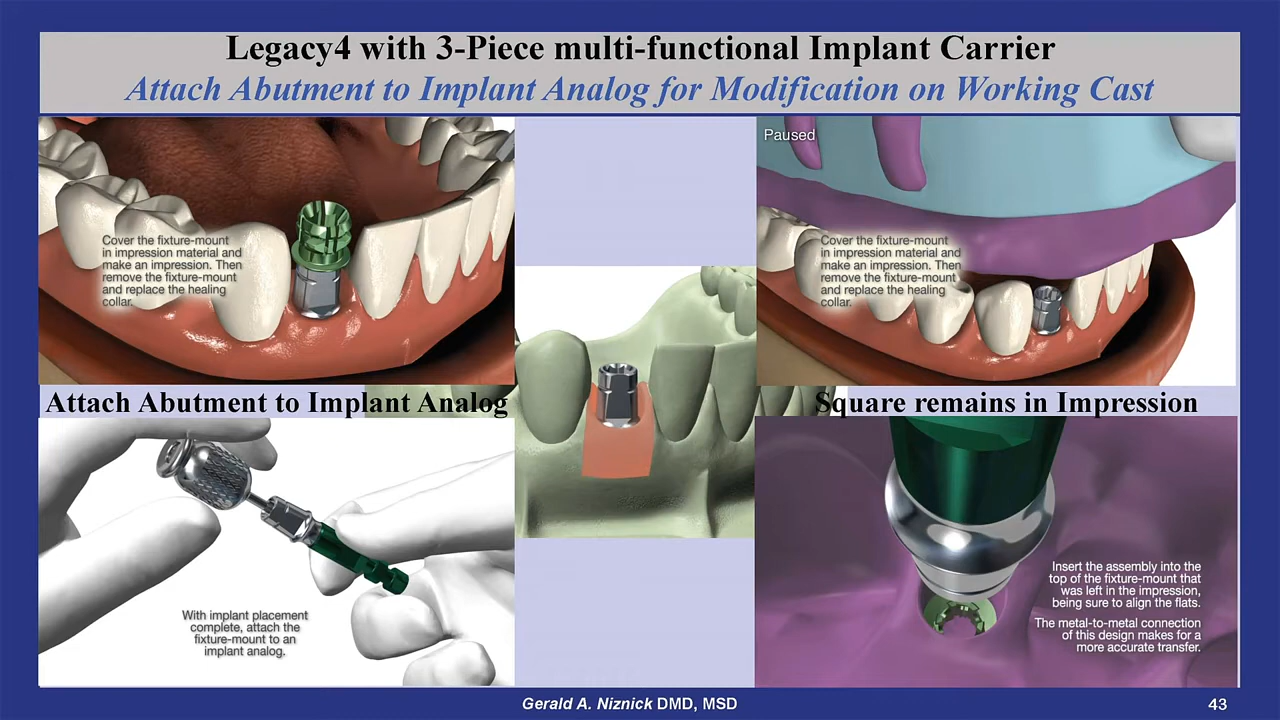 Legacy4 with 3-Piece multi-functional Implant Carrier
Attach Abutment to Implant Analog for Modification on Working Cast
Cover the fixture-mount
in impression material and
make an impression. Then
remove the fixture-mount
and replace the healing
collar.
Paused
Cover the fixture-mount
in impression material and
make an impression. Then
remove the fixture-mount
and replace the healing
collar.
Attach Abutment to Implant Analog
Square remains in Impression
With implant placement
complete, attach the
fixture-mount to an
implant analog.
Insert the assembly into the
top of the fixture-mount that
was left in the impression,
being sure to align the flats.
The metal-to-metal connection
of this design makes for a
more accurate transfer.
Gerald A. Niznick DMD, MSD
43